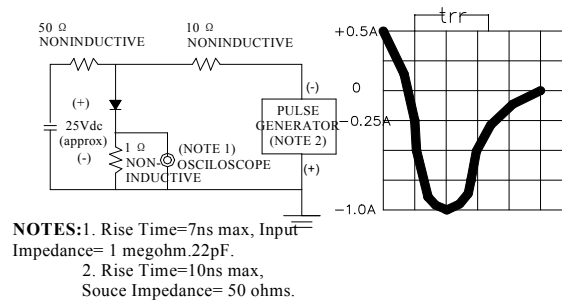 50 Ω
NONINDUCTIVE
10 Ω
NONINDUCTIVE
trr
+0.5A
0
-0.25A
-1.0A
(+)
25Vdc
(approx)
(-)
1 Ω
NON-
INDUCTIVE
(NOTE 1)
OSCILOSCOPE
(-)
PULSE
GENERATOR
(NOTE 2)
(+)
NOTES:1. Rise Time=7ns max, Input
Impedance= 1 megohm.22pF.
2. Rise Time=10ns max,
Souce Impedance= 50 ohms.